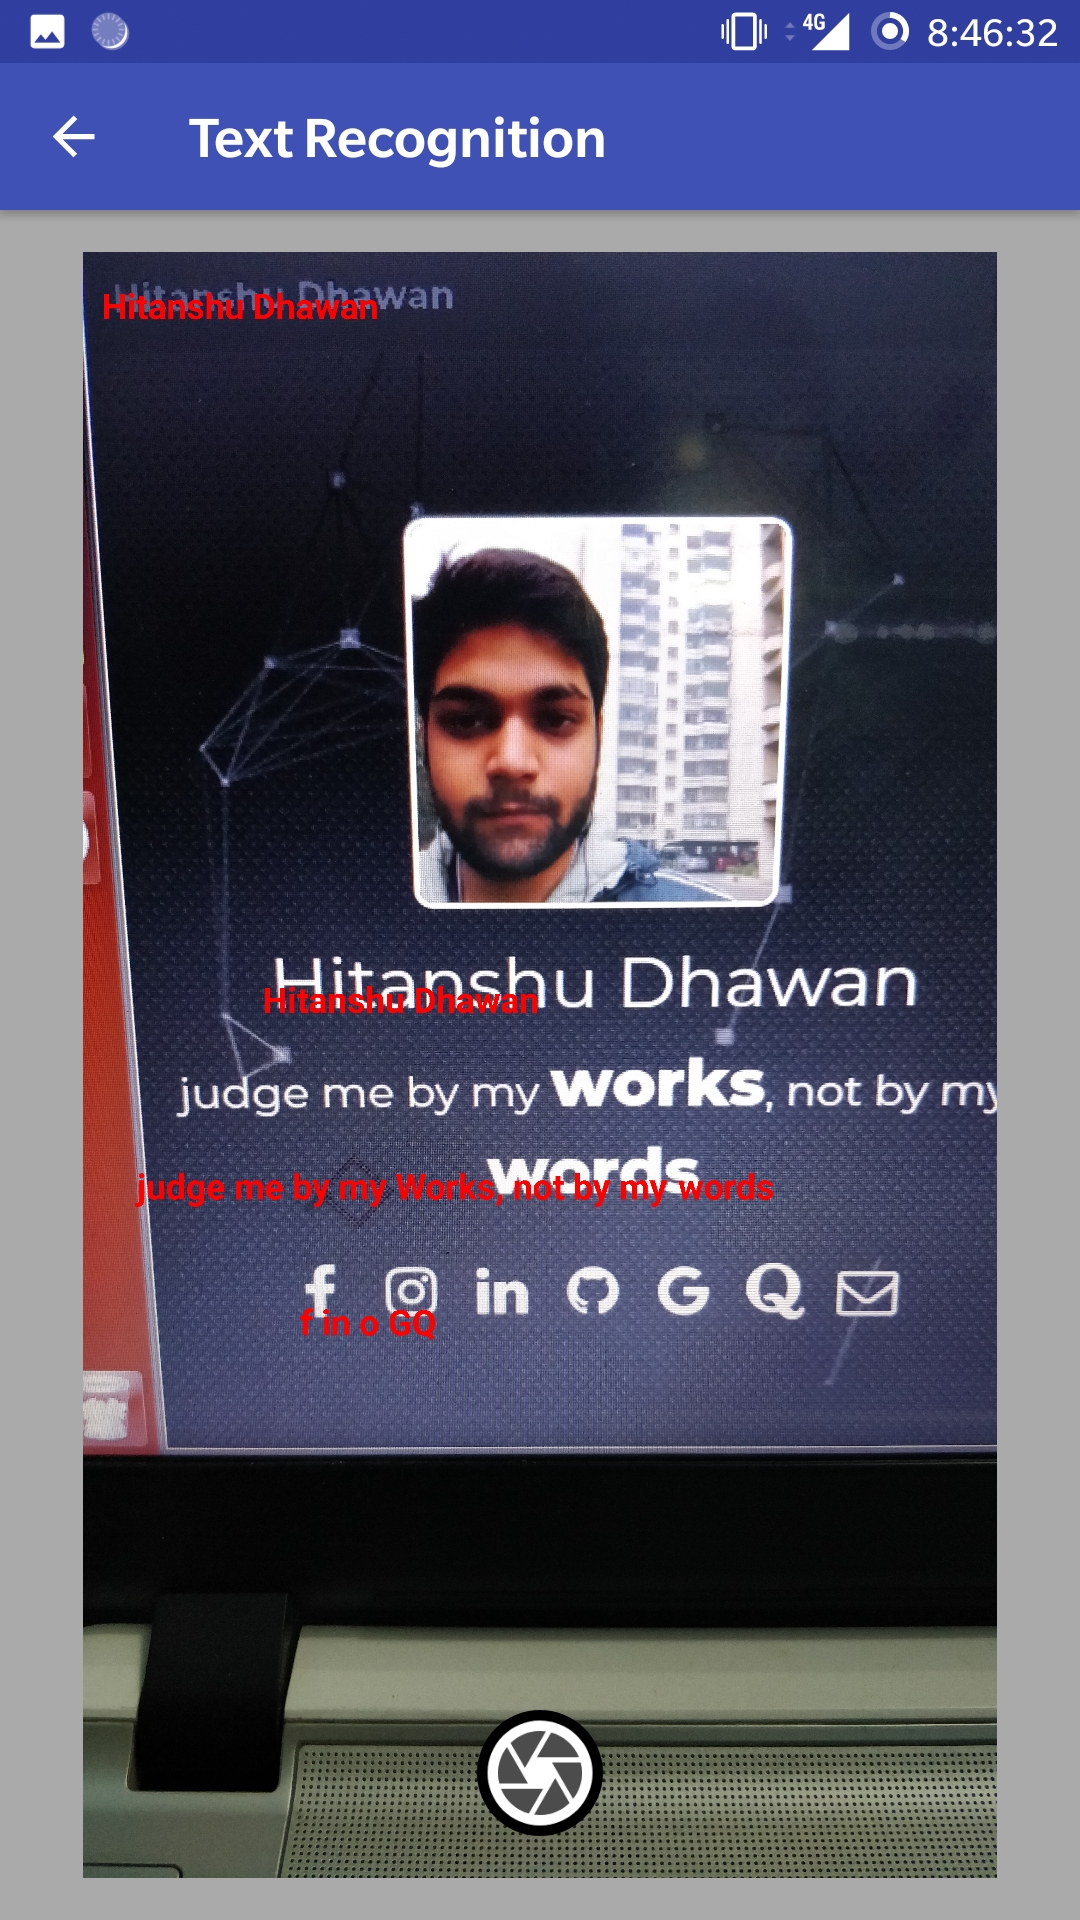 4G 8:46:32
Text Recognition
Hitanshu Dhawan
Hitanshu Dhawan
Hitanshu Dhawan
Hitanshu Dhawan
judge me by my works, not by my
words
judge me by my Works, not by my words
f in G Q
f in o GQ